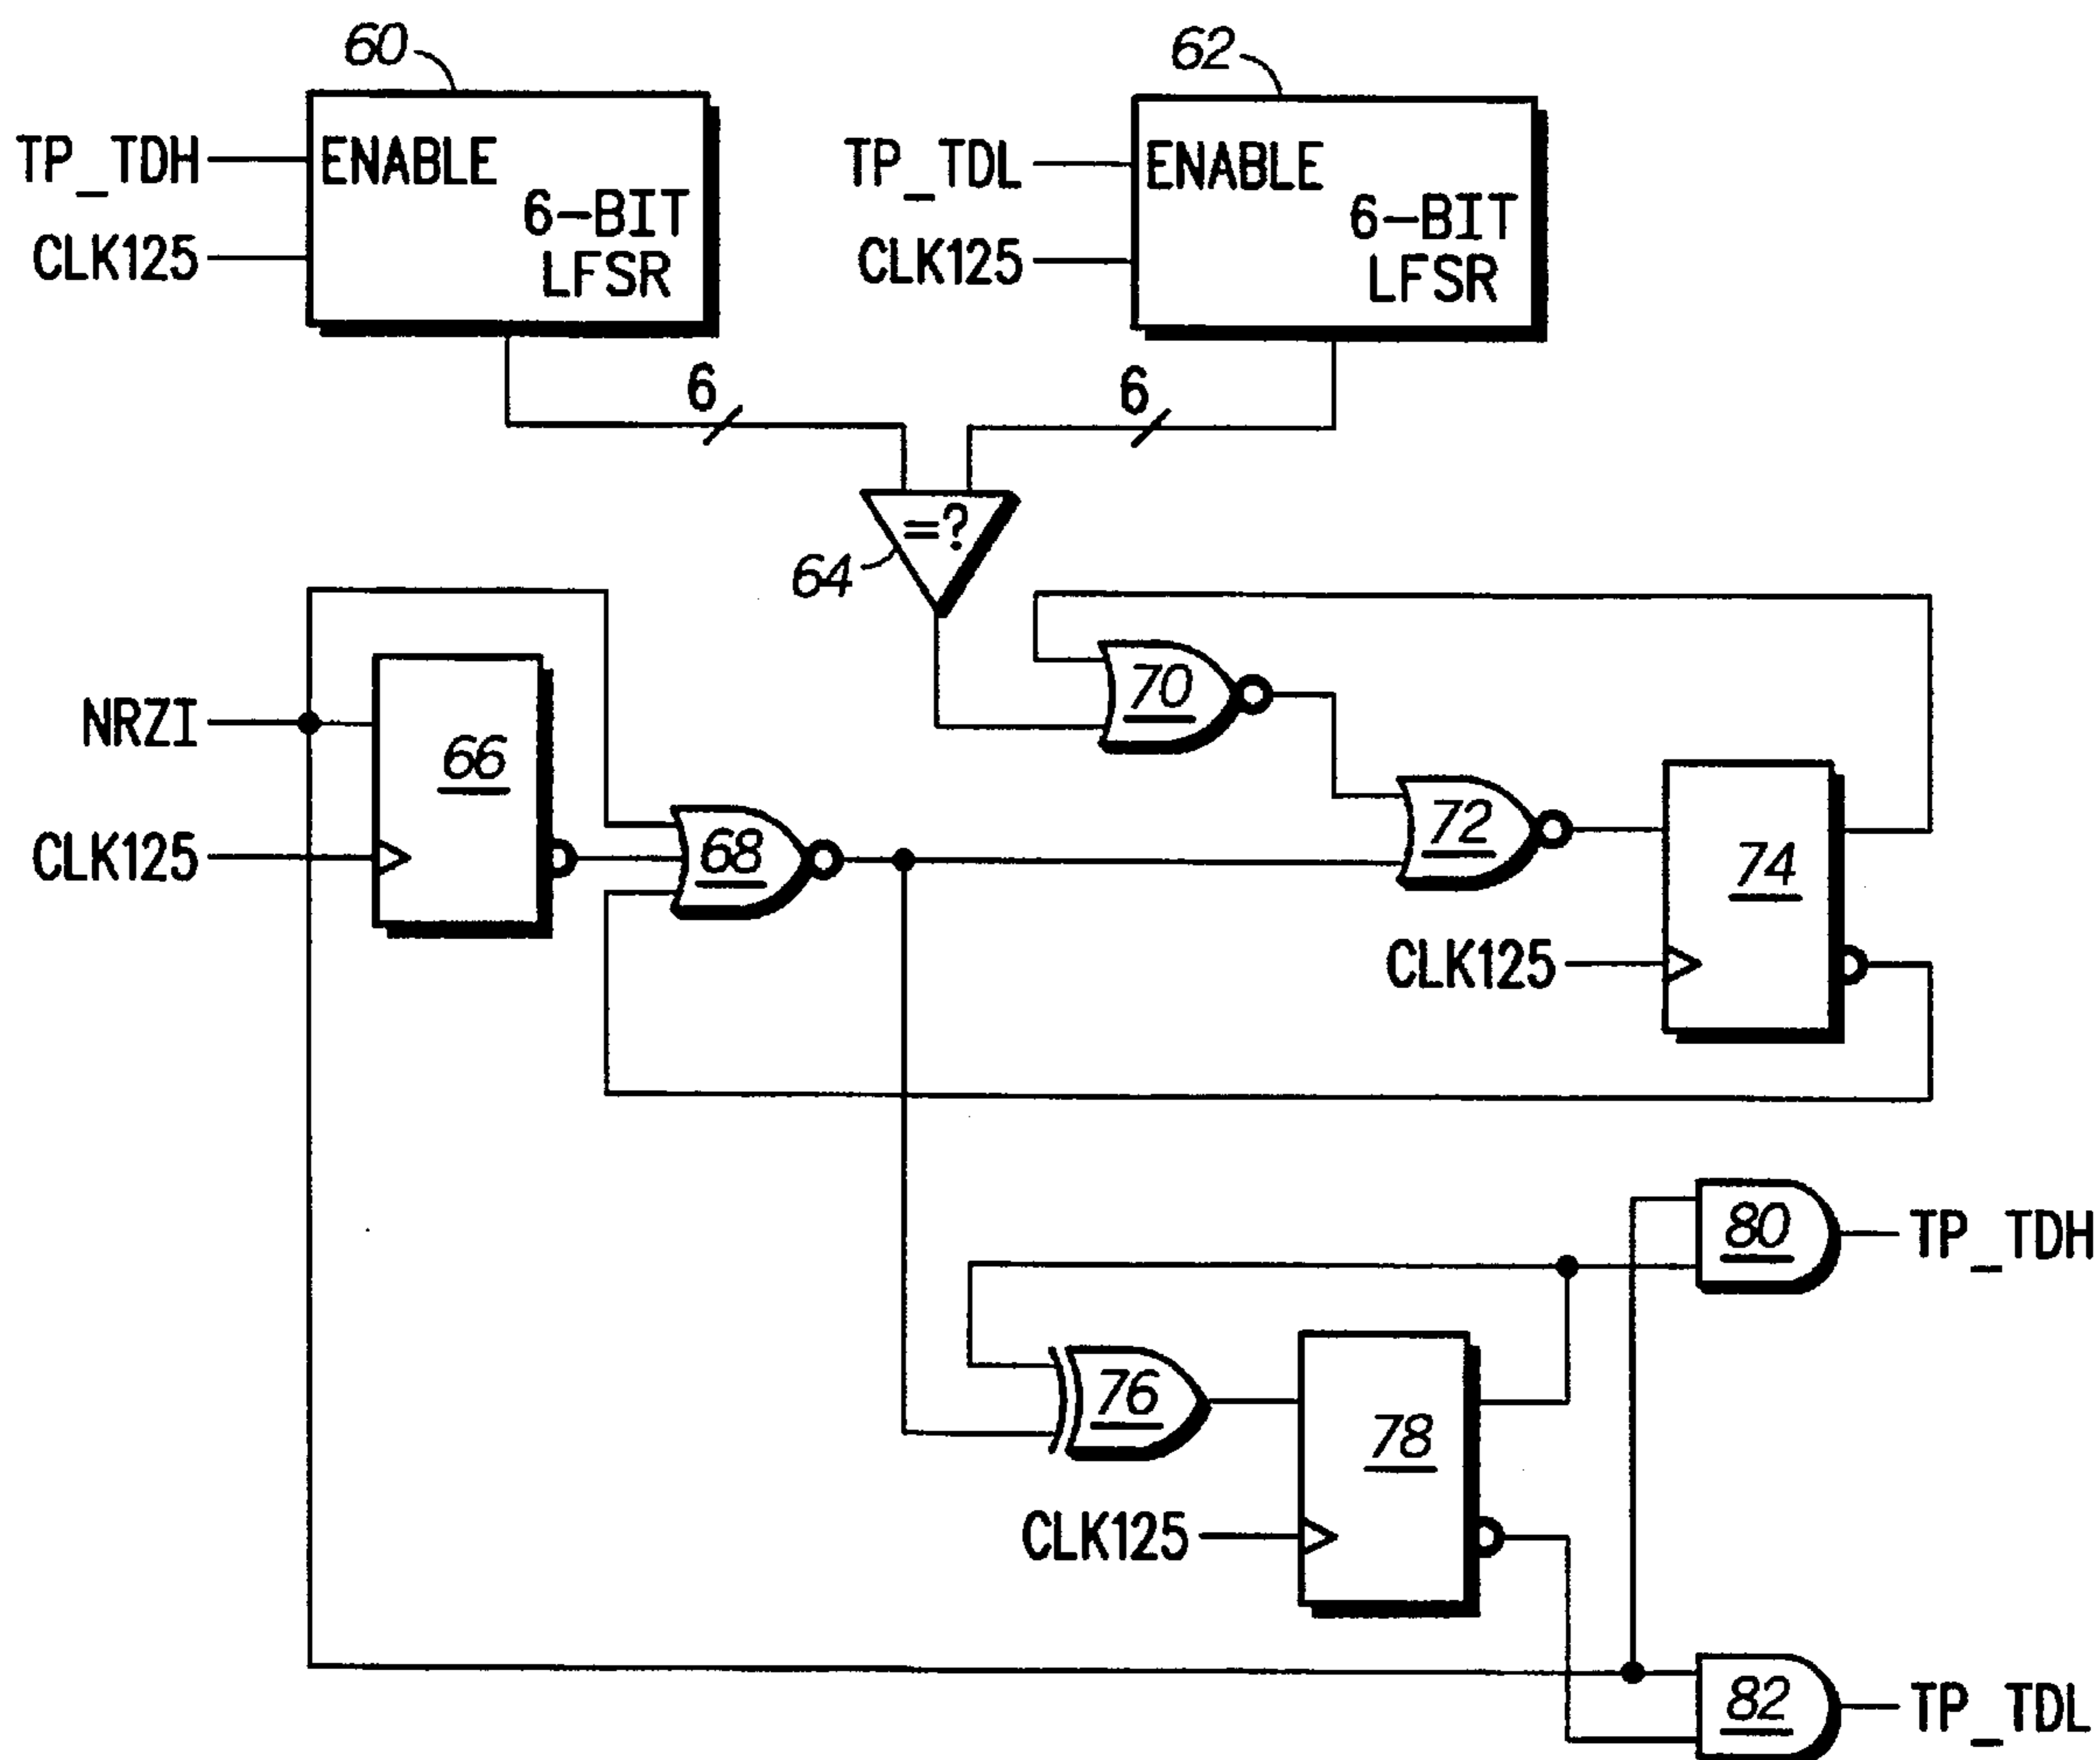 60
62
TP_TDH
ENABLE
TP_TDL
ENABLE
6-BIT
LFSR
6-BIT
LFSR
CLK125
CLK125
6
6
=?
64
70
NRZI
66
72
68
74
CLK125
CLK125
80
TP_TDH
76
78
CLK125
82
TP_TDL